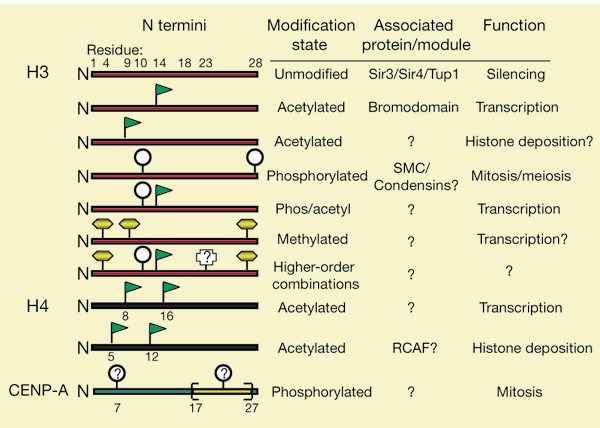 N termini Modification state Associated protein/module Function
Residue:
1 4 9 10 14 18 23 28
H3 N Unmodified Sir3/Sir4/Tup1 Silencing
N Acetylated Bromodomain Transcription
N Acetylated ? Histone deposition?
N Phosphorylated SMC/Condensins? Mitosis/meiosis
N Phos/acetyl ? Transcription
N Methylated ? Transcription?
N ? Higher-order combinations ? ?
H4 N Acetylated ? Transcription
8 16
N Acetylated RCAF? Histone deposition
5 12
CENP-A N ? ? Phosphorylated ? Mitosis
7 17 27